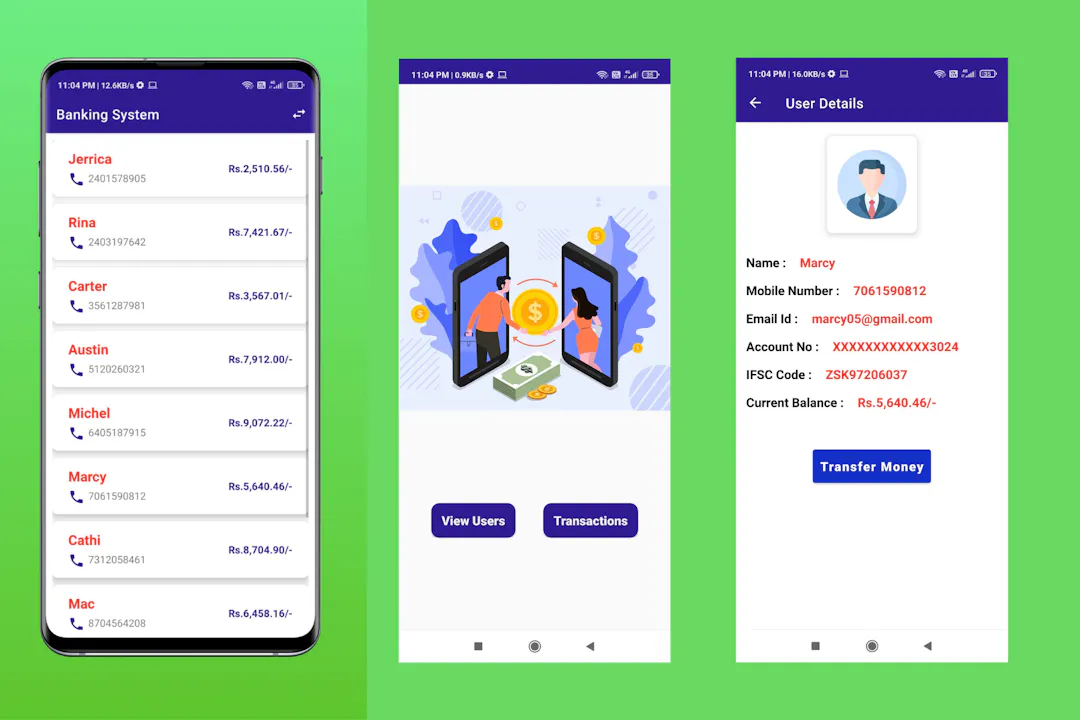 11:04 PM | 12.6KB/s
Banking System
Jerrica
2401578905
Rs.2,510.56/-
Rina
2403197642
Rs.7,421.67/-
Carter
3561287981
Rs.3,567.01/-
Austin
5120260321
Rs.7,912.00/-
Michel
6405187915
Rs.9,072.22/-
Marcy
7061590812
Rs.5,640.46/-
Cathi
7312058461
Rs.8,704.90/-
Mac
8704564208
Rs.6,458.16/-
11:04 PM | 0.9KB/s
$
$
$
$
View Users
Transactions
11:04 PM | 16.0KB/s
User Details
Name : Marcy
Mobile Number : 7061590812
Email Id : marcy05@gmail.com
Account No : XXXXXXXXXXXX3024
IFSC Code : ZSK97206037
Current Balance : Rs.5,640.46/-
Transfer Money